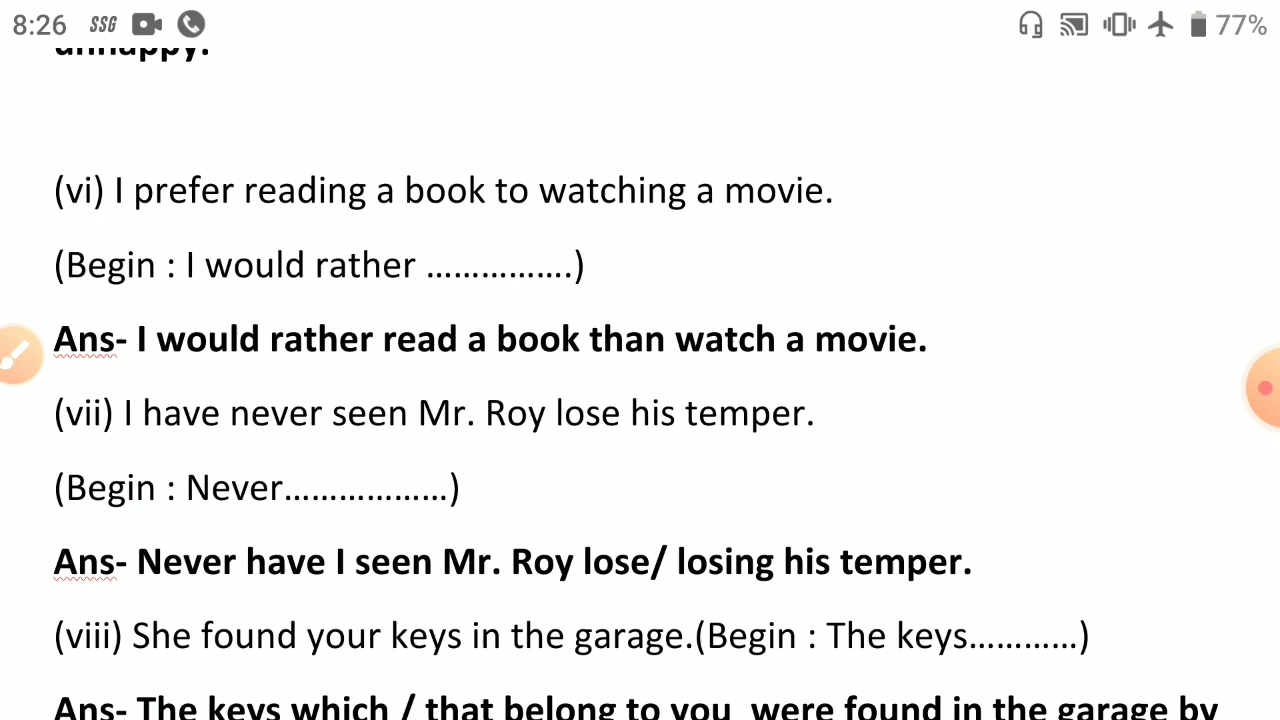 8:26 SSG 77%
unhappy.
(vi) I prefer reading a book to watching a movie.
(Begin : I would rather …………….)
Ans- I would rather read a book than watch a movie.
(vii) I have never seen Mr. Roy lose his temper.
(Begin : Never………………)
Ans- Never have I seen Mr. Roy lose/ losing his temper.
(viii) She found your keys in the garage.(Begin : The keys…………)
Ans- The keys which / that belong to you were found in the garage by